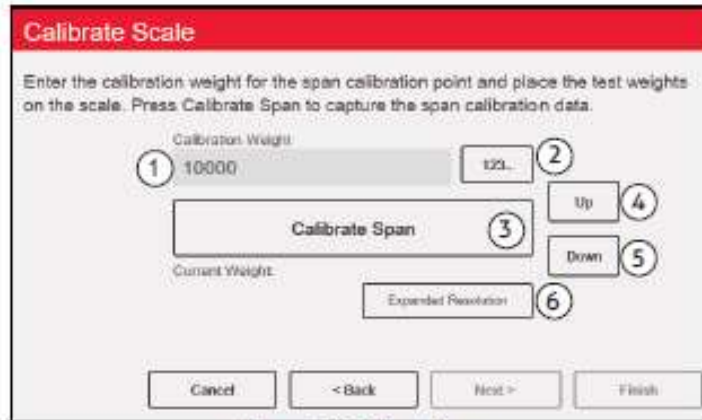 Calibrate Scale
Enter the calibration weight for the span calibration point and place the test weights
on the scale. Press Calibrate Span to capture the span calibration data.
Calibration Weight
1 10000 123.. 2
Up 4
Calibrate Span 3
Down 5
Current Weight:
Expanded Resolution 6
Cancel < Back Next > Finish